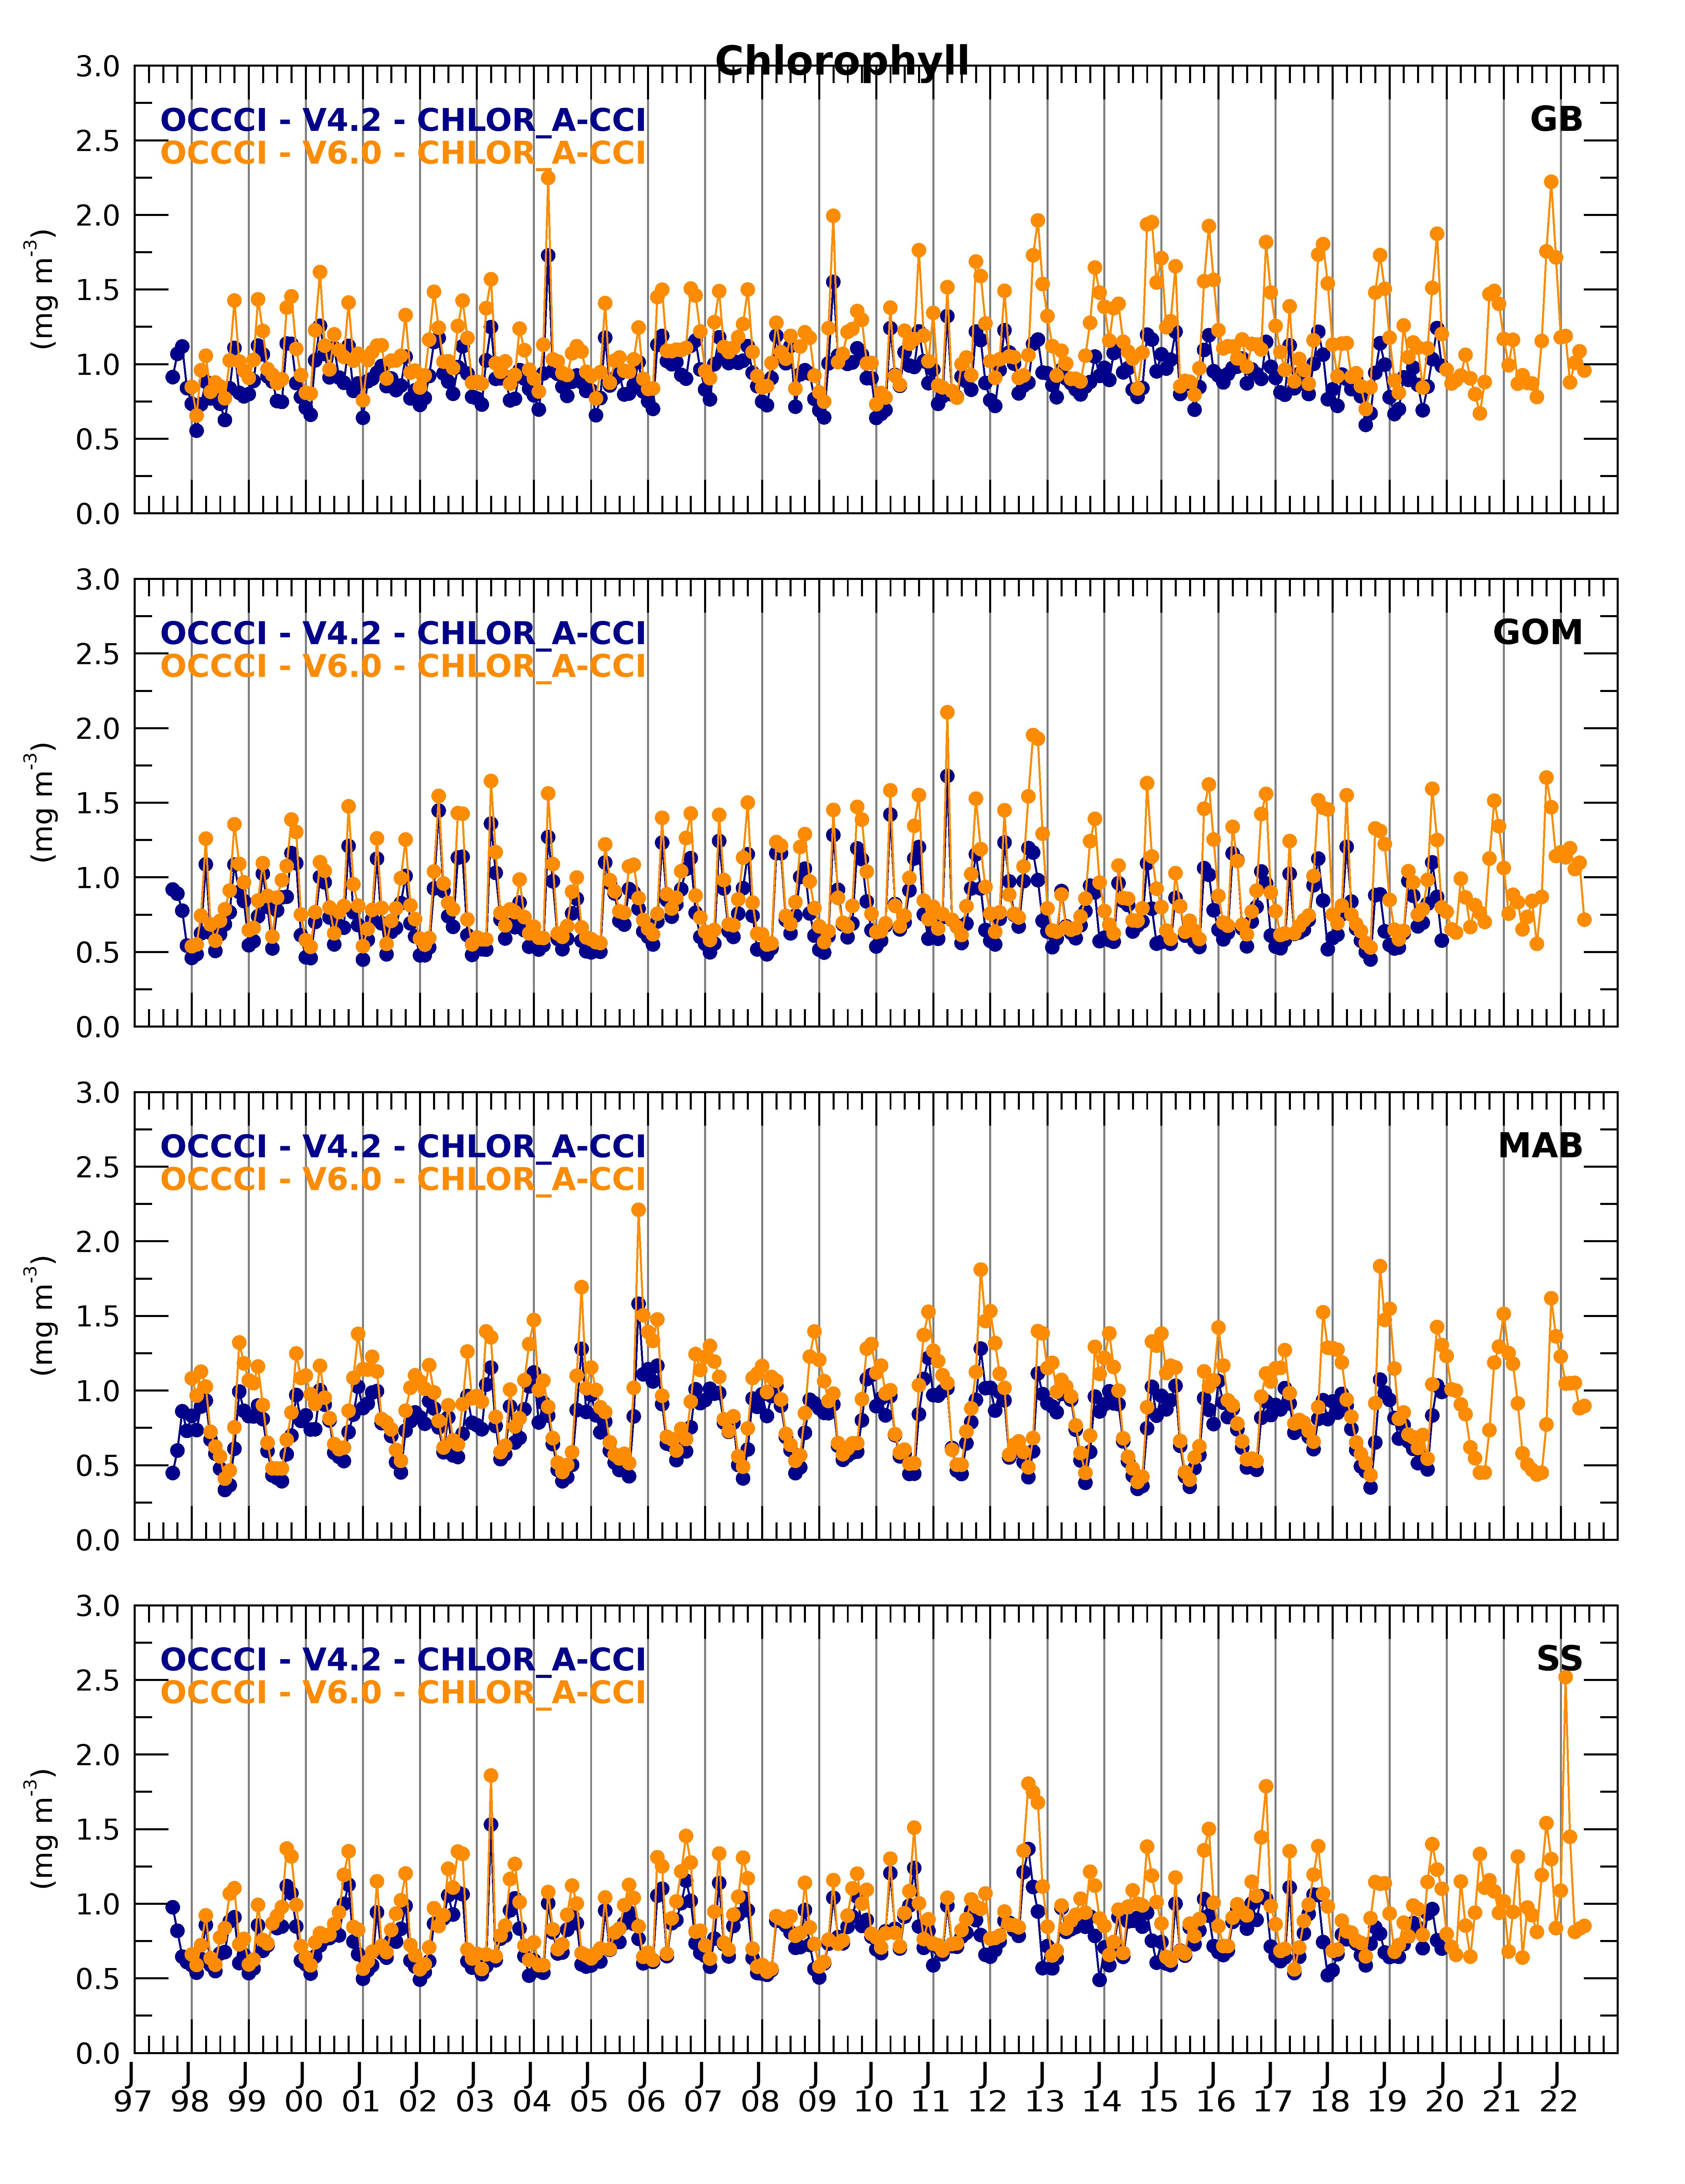 Chlorophyll
3.0
2.5
2.0
1.5
1.0
0.5
0.0
(mg m-3)
OCCCI - V4.2 - CHLOR_A-CCI
OCCCI - V6.0 - CHLOR_A-CCI
GB
3.0
2.5
2.0
1.5
1.0
0.5
0.0
(mg m-3)
OCCCI - V4.2 - CHLOR_A-CCI
OCCCI - V6.0 - CHLOR_A-CCI
GOM
3.0
2.5
2.0
1.5
1.0
0.5
0.0
(mg m-3)
OCCCI - V4.2 - CHLOR_A-CCI
OCCCI - V6.0 - CHLOR_A-CCI
MAB
3.0
2.5
2.0
1.5
1.0
0.5
0.0
(mg m-3)
OCCCI - V4.2 - CHLOR_A-CCI
OCCCI - V6.0 - CHLOR_A-CCI
SS
J J J J J J J J J J J J J J J J J J J J J J J J J J
97 98 99 00 01 02 03 04 05 06 07 08 09 10 11 12 13 14 15 16 17 18 19 20 21 22